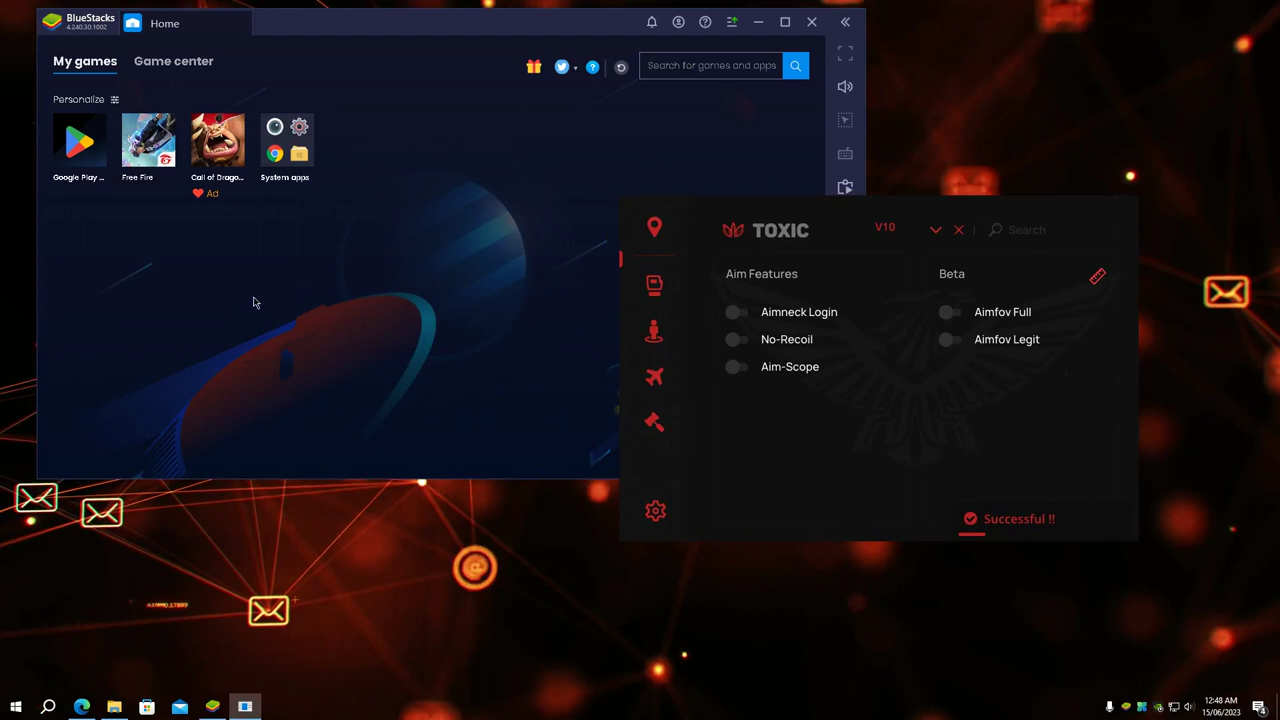 BlueStacks
4.240.30.1002
Home
My games
Game center
Search for games and apps
Personalize
Google Play ...
Free Fire
Call of Drago...
System apps
Ad
TOXIC
V10
Search
Aim Features
Beta
Aimneck Login
Aimfov Full
No-Recoil
Aimfov Legit
Aim-Scope
Successful !!
12:48 AM
15/06/2023
4